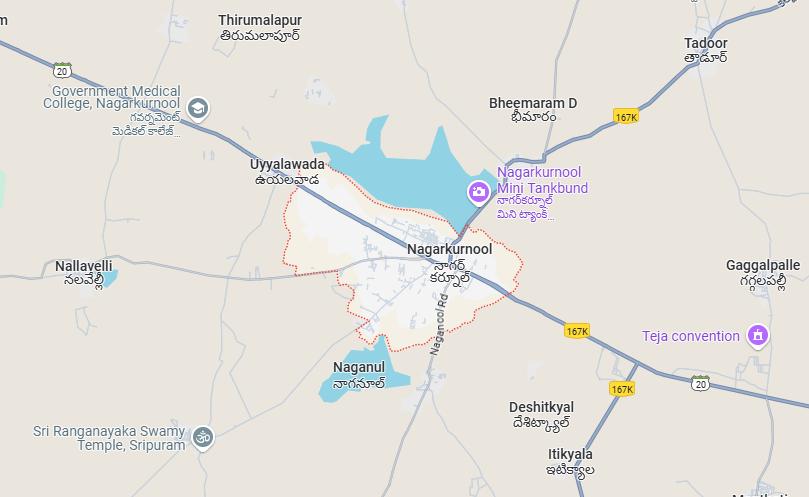 Thirumalapur
తిరుమలాపూర్
Tadoor
తాడూర్
20
Government Medical
College, Nagarkurnool
గవర్నమెంట్
మెడికల్ కాలేజ్...
Bheemaram D
భీమారం
167K
Uyyalawada
ఉయలవాడ
Nagarkurnool
Mini Tankbund
నాగర్‌కర్నూల్
మిని ట్యాంక్...
Nagarkurnool
నాగర్
కర్నూల్
Nallavelli
నలవేల్లీ
Gaggalpalle
గగ్గలపల్లీ
Naganool Rd
167K
Teja convention
Naganul
నాగనూల్
167K
20
Deshitkyal
దేశిట్క్యాల్
Sri Ranganayaka Swamy
Temple, Sripuram
Itikyala
ఇటిక్యాల